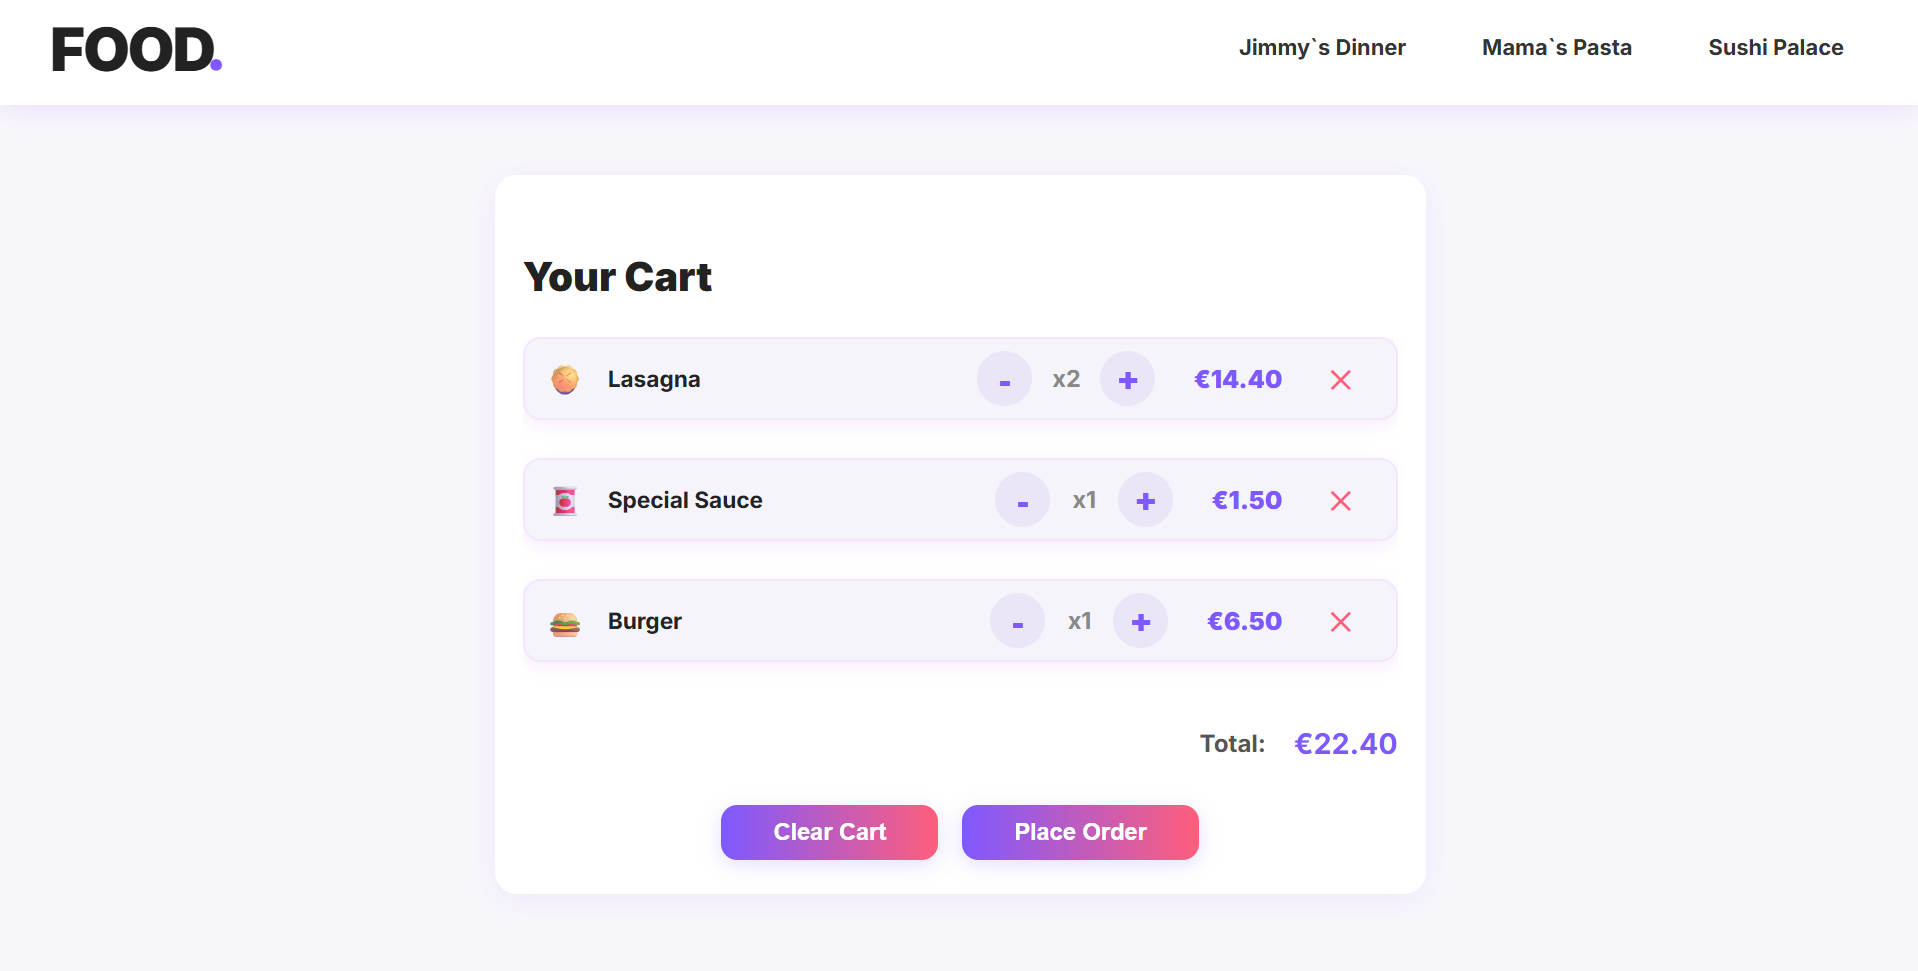 FOOD.
Jimmy`s Dinner Mama`s Pasta Sushi Palace
Your Cart
Lasagna - x2 + €14.40
Special Sauce - x1 + €1.50
Burger - x1 + €6.50
Total: €22.40
Clear Cart Place Order